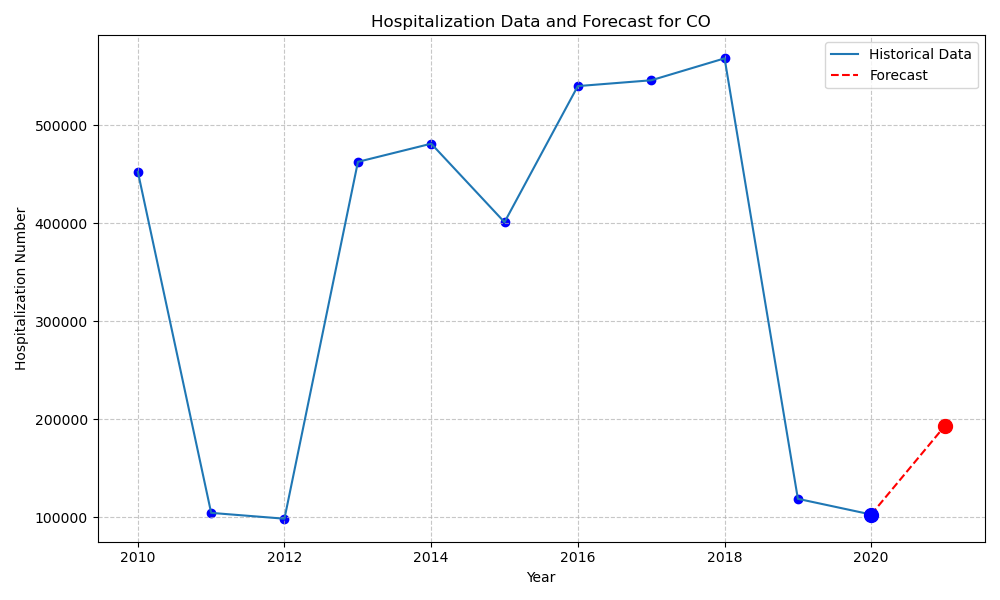 Hospitalization Data and Forecast for CO
Historical Data
Forecast
Hospitalization Number
500000
400000
300000
200000
100000
2010
2012
2014
2016
2018
2020
Year